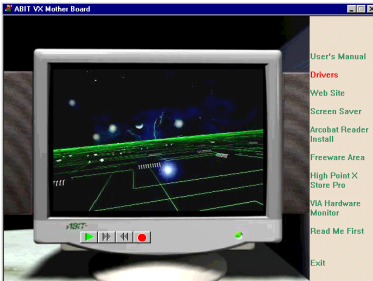 ABIT VX Mother Board
User's Manual
Drivers
Web Site
Screen Saver
Arcobat Reader
Install
Freeware Area
High Point X
Store Pro
VIA Hardware
Monitor
Read Me First
Exit
ABIT